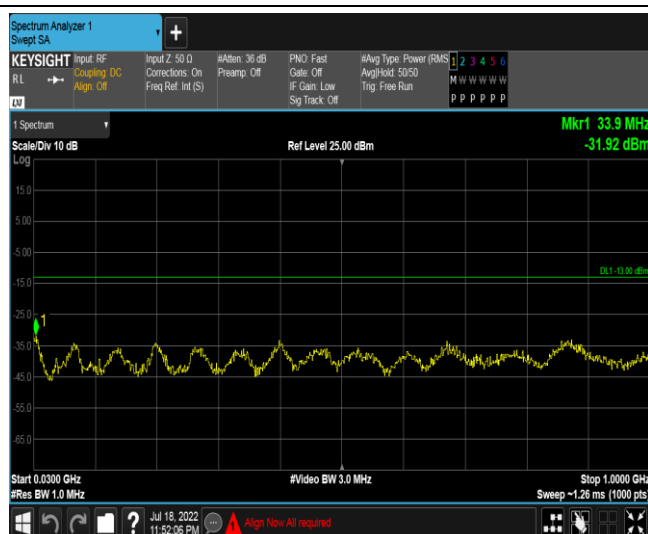 Spectrum Analyzer 1
Swept SA
KEYSIGHT
RL
LXI
Input: RF
Coupling: DC
Align: Off
Input Z: 50 Ω
Corrections: On
Freq Ref: Int (S)
#Atten: 36 dB
Preamp: Off
PNO: Fast
Gate: Off
IF Gain: Low
Sig Track: Off
#Avg Type: Power (RMS
Avg|Hold: 50/50
Trig: Free Run
1 2 3 4 5 6
M W W W W W
P P P P P P
1 Spectrum
Scale/Div 10 dB
Ref Level 25.00 dBm
Mkr1 33.9 MHz
-31.92 dBm
Log
15.0
5.00
-5.00
-15.0
-25.0
-35.0
-45.0
-55.0
-65.0
DL1 -13.00 dBm
1
Start 0.0300 GHz
#Res BW 1.0 MHz
#Video BW 3.0 MHz
Stop 1.0000 GHz
Sweep ~1.26 ms (1000 pts)
?
Jul 18, 2022
11:52:06 PM
Align Now All required